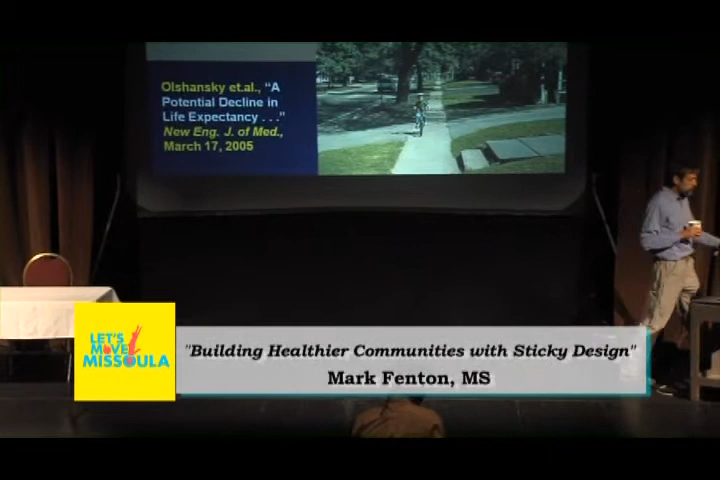 Olshansky et.al., “A
Potential Decline in
Life Expectancy . . .”
New Eng. J. of Med.,
March 17, 2005
LET'S
MOVE
MISSOULA
"Building Healthier Communities with Sticky Design"
Mark Fenton, MS